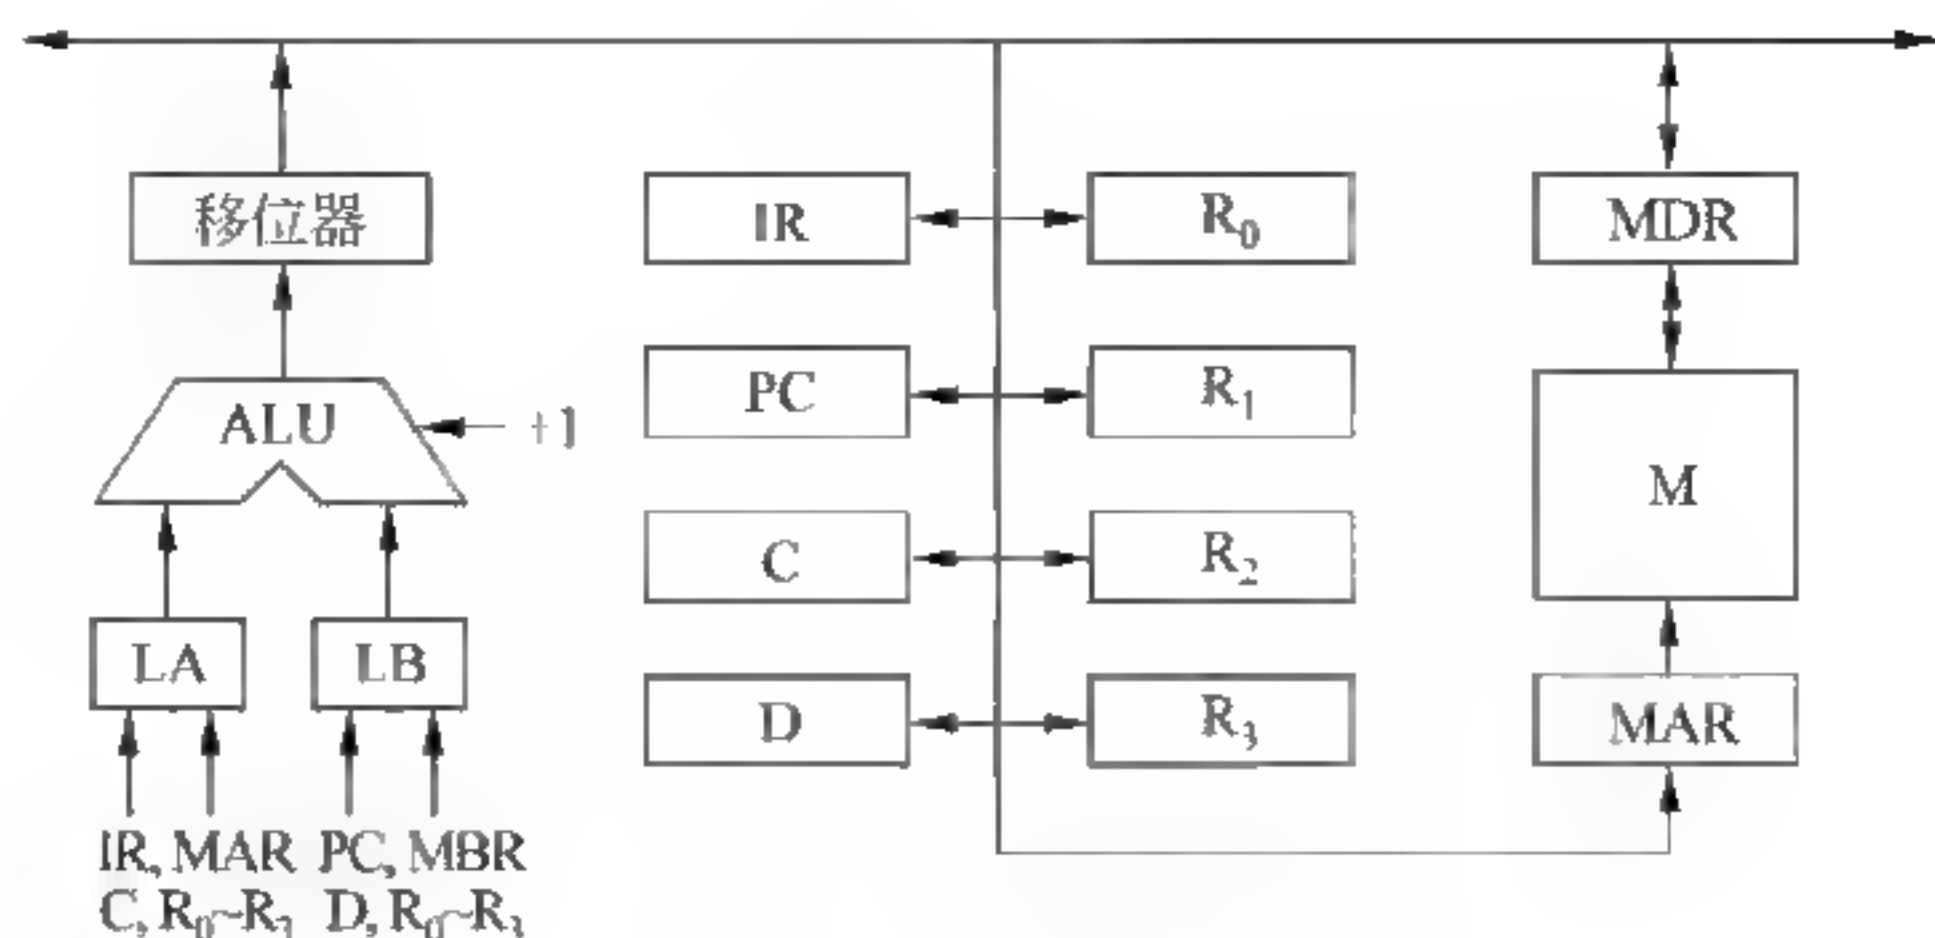 移位器
IR
R0
MDR
ALU
+1
PC
R1
M
C
R2
LA
LB
D
R3
MAR
IR, MAR PC, MBR
C, R0~R3 D, R0~R3